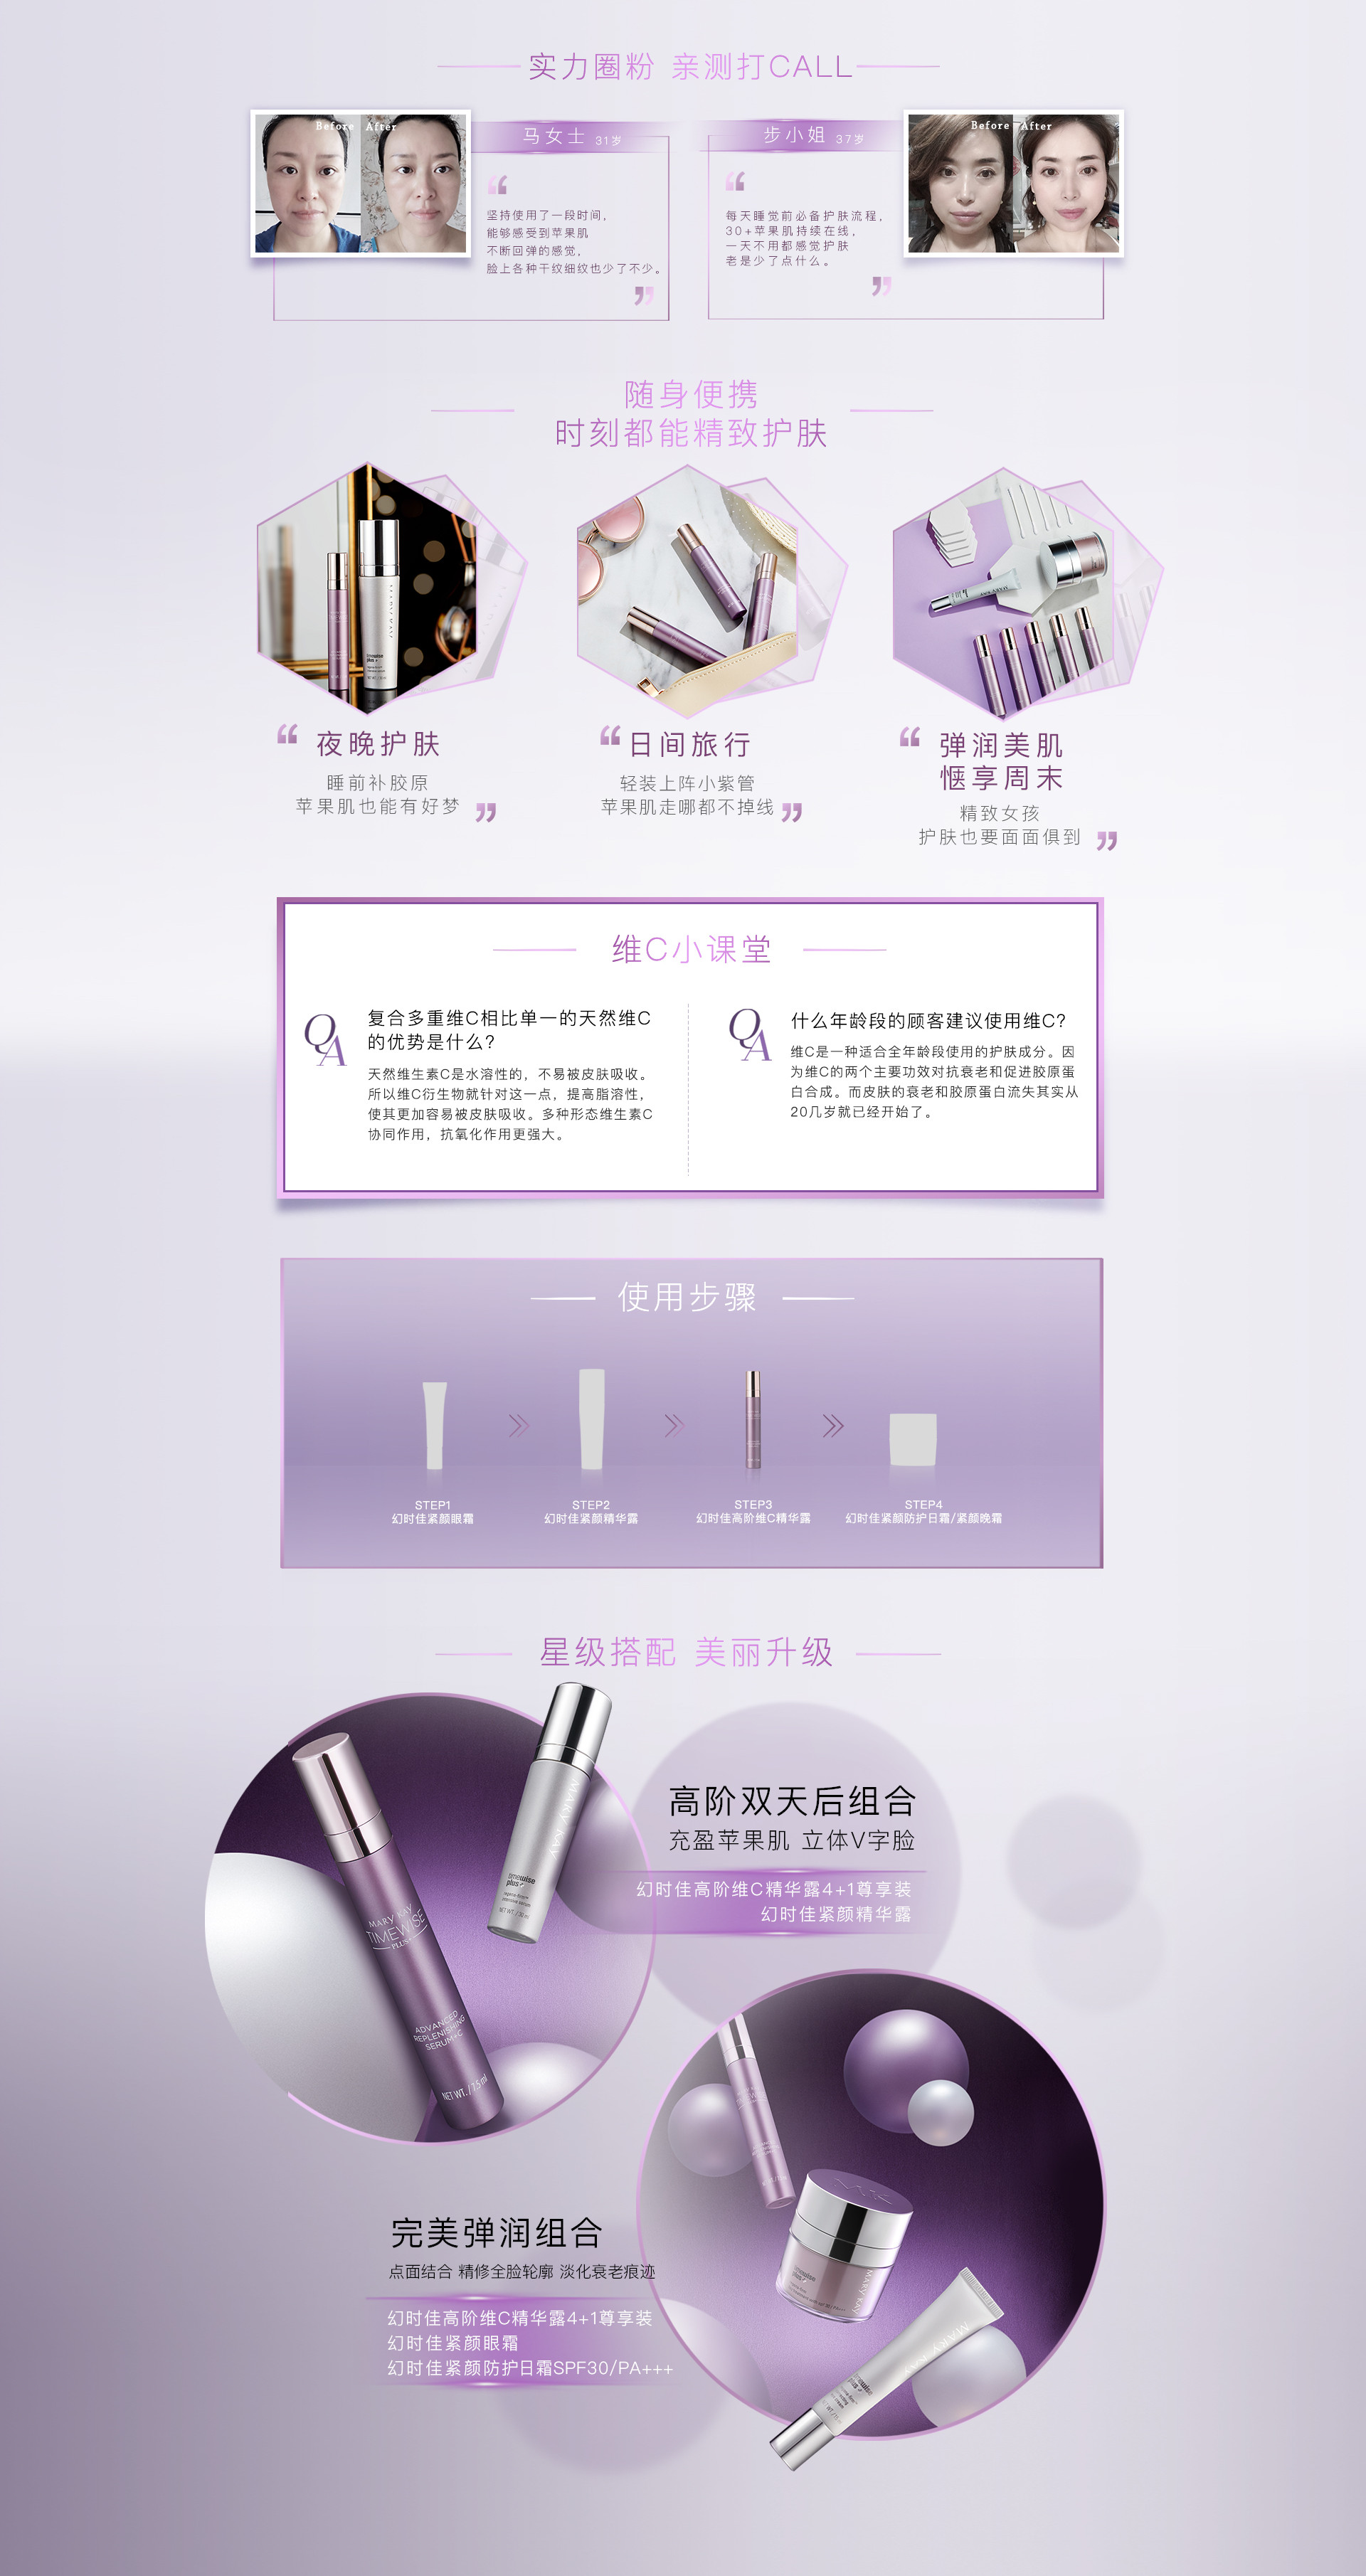 实力圈粉 亲测打CALL
Before After
马女士 31岁
坚持使用了一段时间，
能够感受到苹果肌
不断回弹的感觉，
脸上各种干纹细纹也少了不少。
步小姐 37岁
每天睡觉前必备护肤流程，
30+苹果肌持续在线，
一天不用都感觉护肤
老是少了点什么。
Before After
随身便携
时刻都能精致护肤
夜晚护肤
睡前补胶原
苹果肌也能有好梦
日间旅行
轻装上阵小紫管
苹果肌走哪都不掉线
弹润美肌
惬享周末
精致女孩
护肤也要面面俱到
维C小课堂
QA
复合多重维C相比单一的天然维C
的优势是什么？
天然维生素C是水溶性的，不易被皮肤吸收。
所以维C衍生物就针对这一点，提高脂溶性，
使其更加容易被皮肤吸收。多种形态维生素C
协同作用，抗氧化作用更强大。
QA
什么年龄段的顾客建议使用维C?
维C是一种适合全年龄段使用的护肤成分。因
为维C的两个主要功效对抗衰老和促进胶原蛋
白合成。而皮肤的衰老和胶原蛋白流失其实从
20几岁就已经开始了。
使用步骤
STEP1
幻时佳紧颜眼霜
STEP2
幻时佳紧颜精华露
STEP3
幻时佳高阶维C精华露
STEP4
幻时佳紧颜防护日霜/紧颜晚霜
星级搭配 美丽升级
MARY KAY
timewise
plus+
NET WT. / 30 ml
MARY KAY
TIMEWISE
PLUS+
ADVANCED
REPLENISHING
SERUM+C
NET WT. / 7.5 ml
高阶双天后组合
充盈苹果肌 立体V字脸
幻时佳高阶维C精华露4+1尊享装
幻时佳紧颜精华露
完美弹润组合
点面结合 精修全脸轮廓 淡化衰老痕迹
幻时佳高阶维C精华露4+1尊享装
幻时佳紧颜眼霜
幻时佳紧颜防护日霜SPF30/PA+++
timewise
MARY KAY
MARY KAY